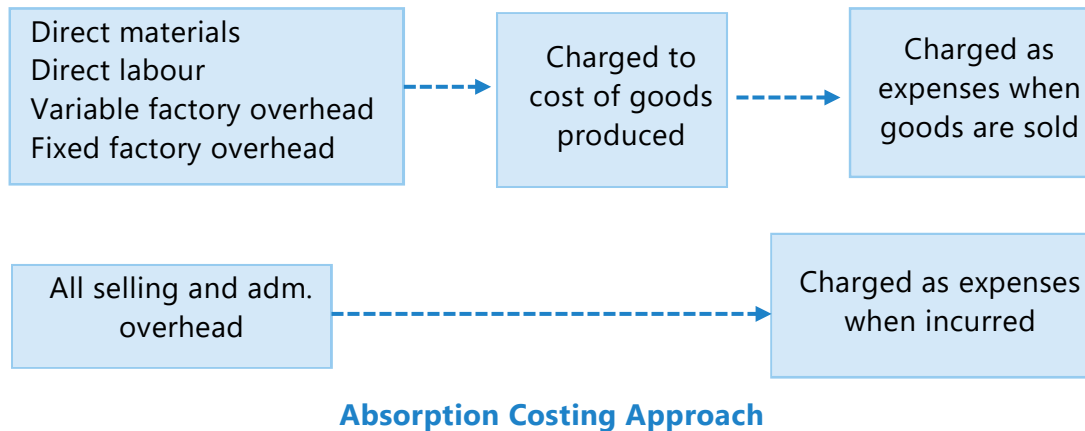 Direct materials
Direct labour
Variable factory overhead
Fixed factory overhead
Charged to
cost of goods
produced
Charged as
expenses when
goods are sold
All selling and adm.
overhead
Charged as expenses
when incurred
Absorption Costing Approach